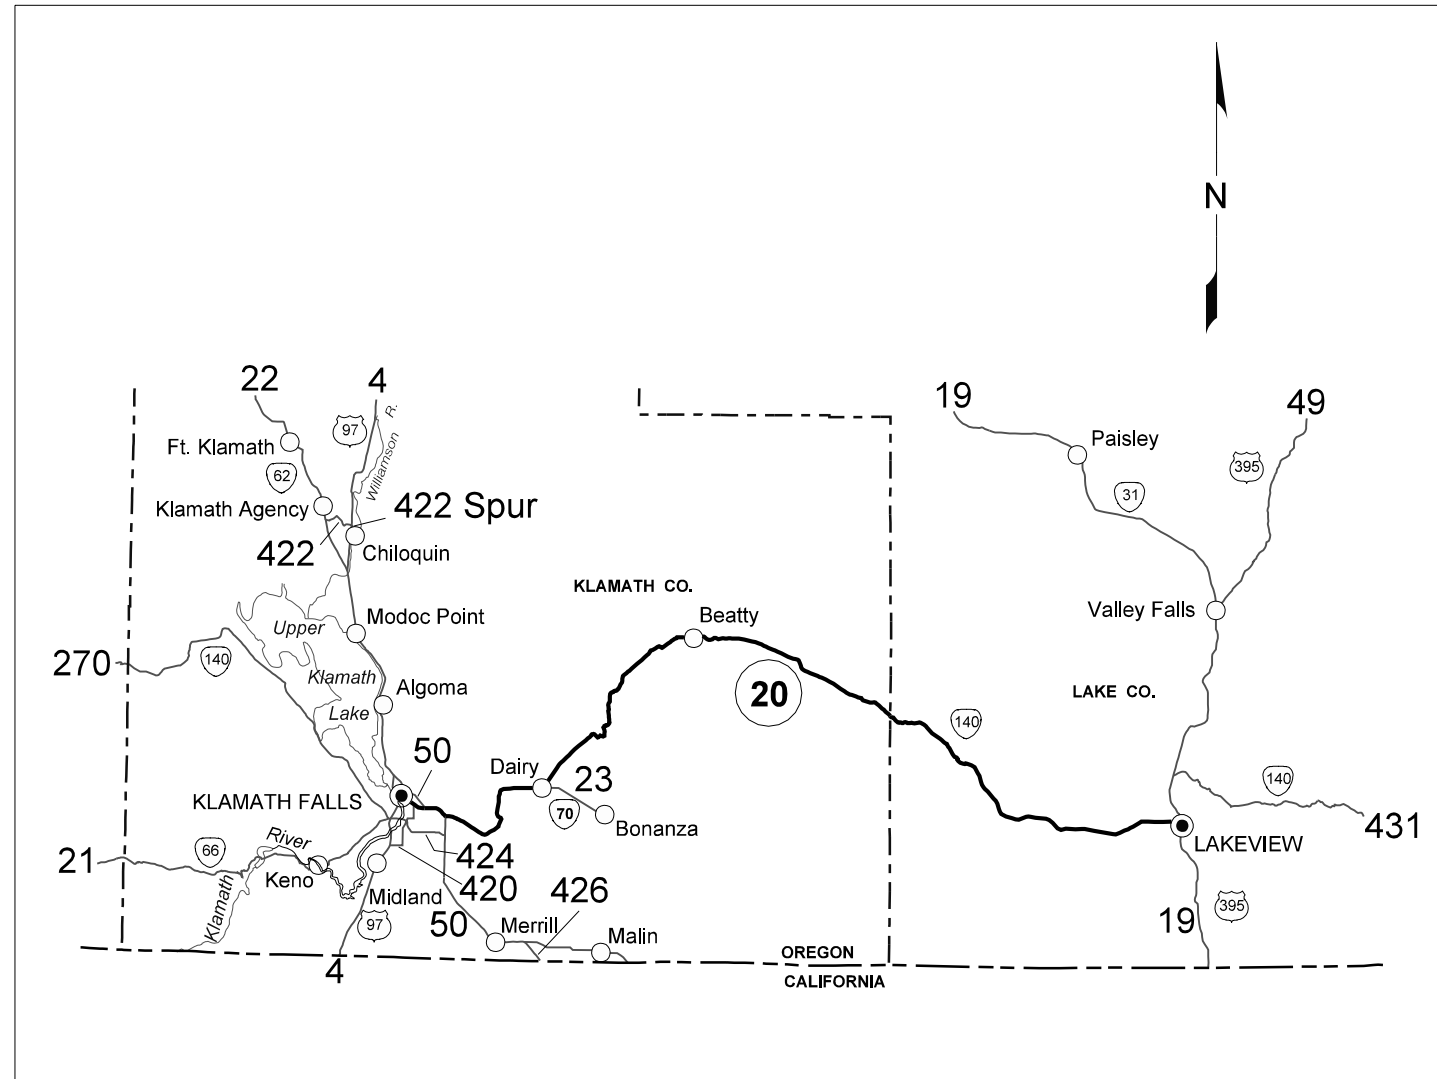 N
22
4
19
49
97
R.
Williamson
Ft. Klamath
Paisley
62
395
31
Klamath Agency
422 Spur
422
Chiloquin
KLAMATH CO.
Modoc Point
Beatty
Valley Falls
Upper
270
140
Klamath
Algoma
20
LAKE CO.
Lake
140
50
Dairy
23
140
KLAMATH FALLS
70
Bonanza
431
River
66
424
LAKEVIEW
21
Keno
Midland
420
426
Klamath
97
50
Merrill
Malin
19
395
OREGON
4
CALIFORNIA